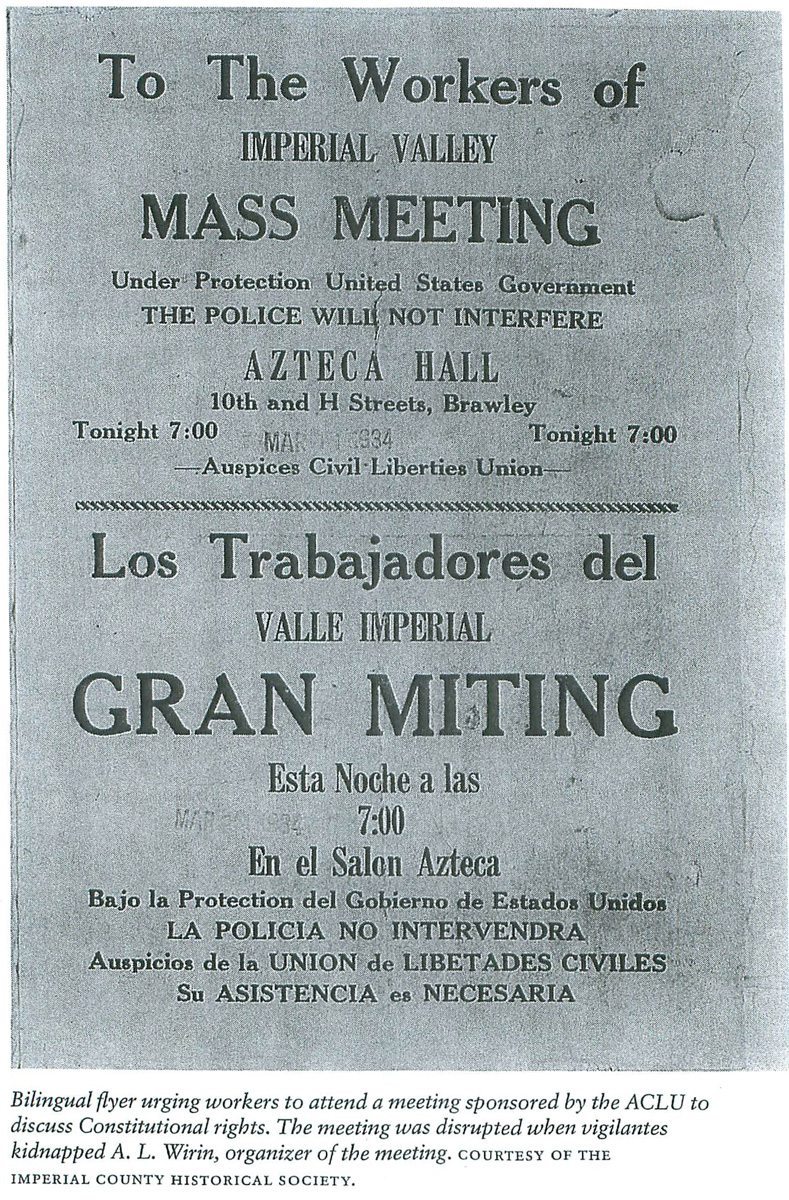 To The Workers of
IMPERIAL VALLEY
MASS MEETING
Under Protection United States Government
THE POLICE WILL NOT INTERFERE
AZTECA HALL
10th and H Streets, Brawley
Tonight 7:00 MAR 1934 Tonight 7:00
—Auspices Civil Liberties Union—
Los Trabajadores del
VALLE IMPERIAL
GRAN MITING
Esta Noche a las
7:00
MAR 1934
En el Salon Azteca
Bajo la Protection del Gobierno de Estados Unidos
LA POLICIA NO INTERVENDRA
Auspicios de la UNION de LIBETADES CIVILES
Su ASISTENCIA es NECESARIA
Bilingual flyer urging workers to attend a meeting sponsored by the ACLU to
discuss Constitutional rights. The meeting was disrupted when vigilantes
kidnapped A. L. Wirin, organizer of the meeting. COURTESY OF THE
IMPERIAL COUNTY HISTORICAL SOCIETY.